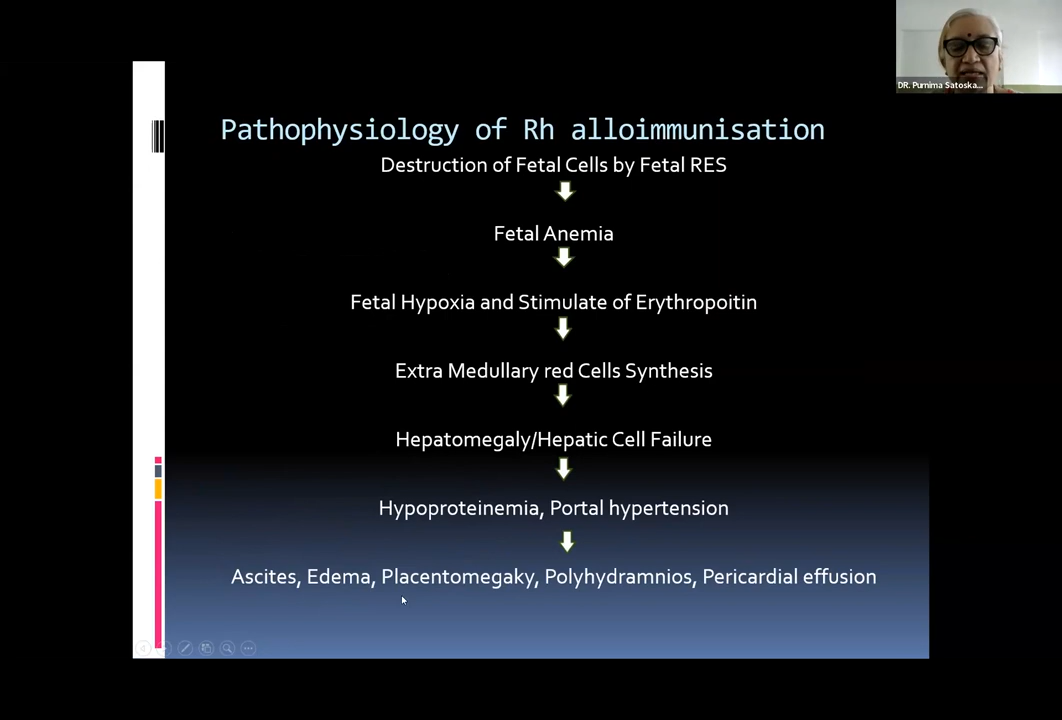 DR. Purnima Satoska...
Pathophysiology of Rh alloimmunisation
Destruction of Fetal Cells by Fetal RES
Fetal Anemia
Fetal Hypoxia and Stimulate of Erythropoitin
Extra Medullary red Cells Synthesis
Hepatomegaly/Hepatic Cell Failure
Hypoproteinemia, Portal hypertension
Ascites, Edema, Placentomegaky, Polyhydramnios, Pericardial effusion